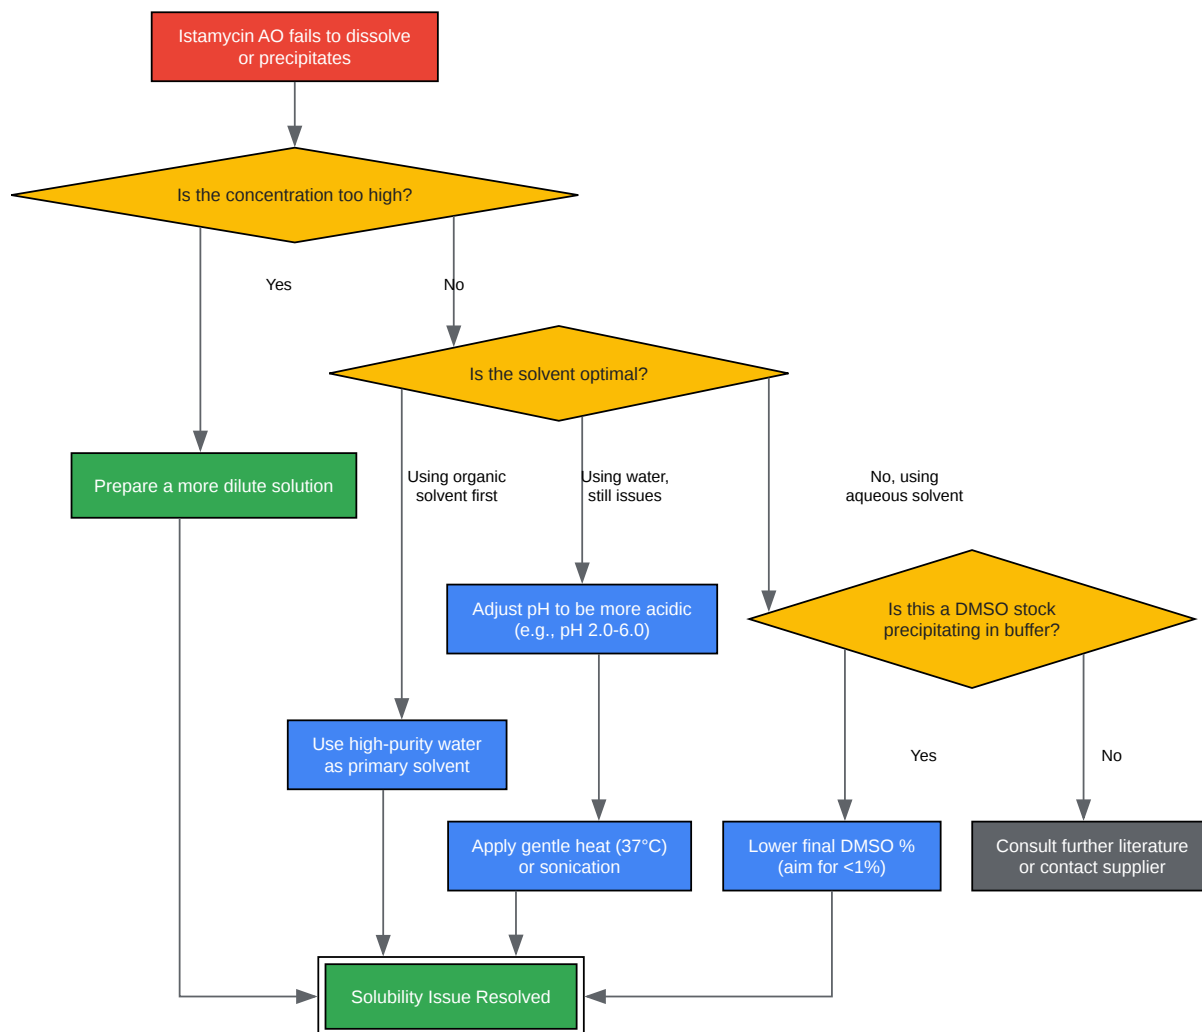 Istamycin AO fails to dissolve
or precipitates
Is the concentration too high?
Yes
No
Is the solvent optimal?
Using organic
solvent first
Using water,
still issues
No, using
aqueous solvent
Prepare a more dilute solution
Adjust pH to be more acidic
(e.g., pH 2.0-6.0)
Is this a DMSO stock
precipitating in buffer?
Use high-purity water
as primary solvent
Yes
No
Apply gentle heat (37°C)
or sonication
Lower final DMSO %
(aim for <1%)
Consult further literature
or contact supplier
Solubility Issue Resolved